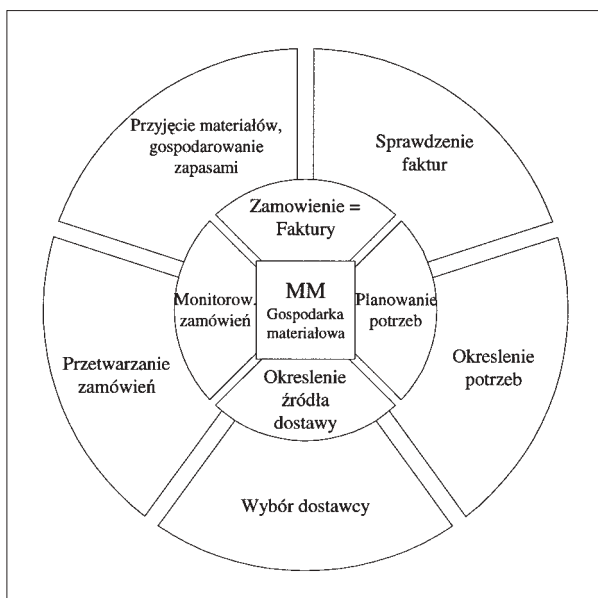 Przyjęcie materiałów,
gospodarowanie
zapasami
Sprawdzenie
faktur
Zamowienie =
Faktury
Monitorow.
zamówień
MM
Gospodarka
materiałowa
Planowanie
potrzeb
Przetwarzanie
zamówień
Okreslenie
źródła
dostawy
Okreslenie
potrzeb
Wybór dostawcy